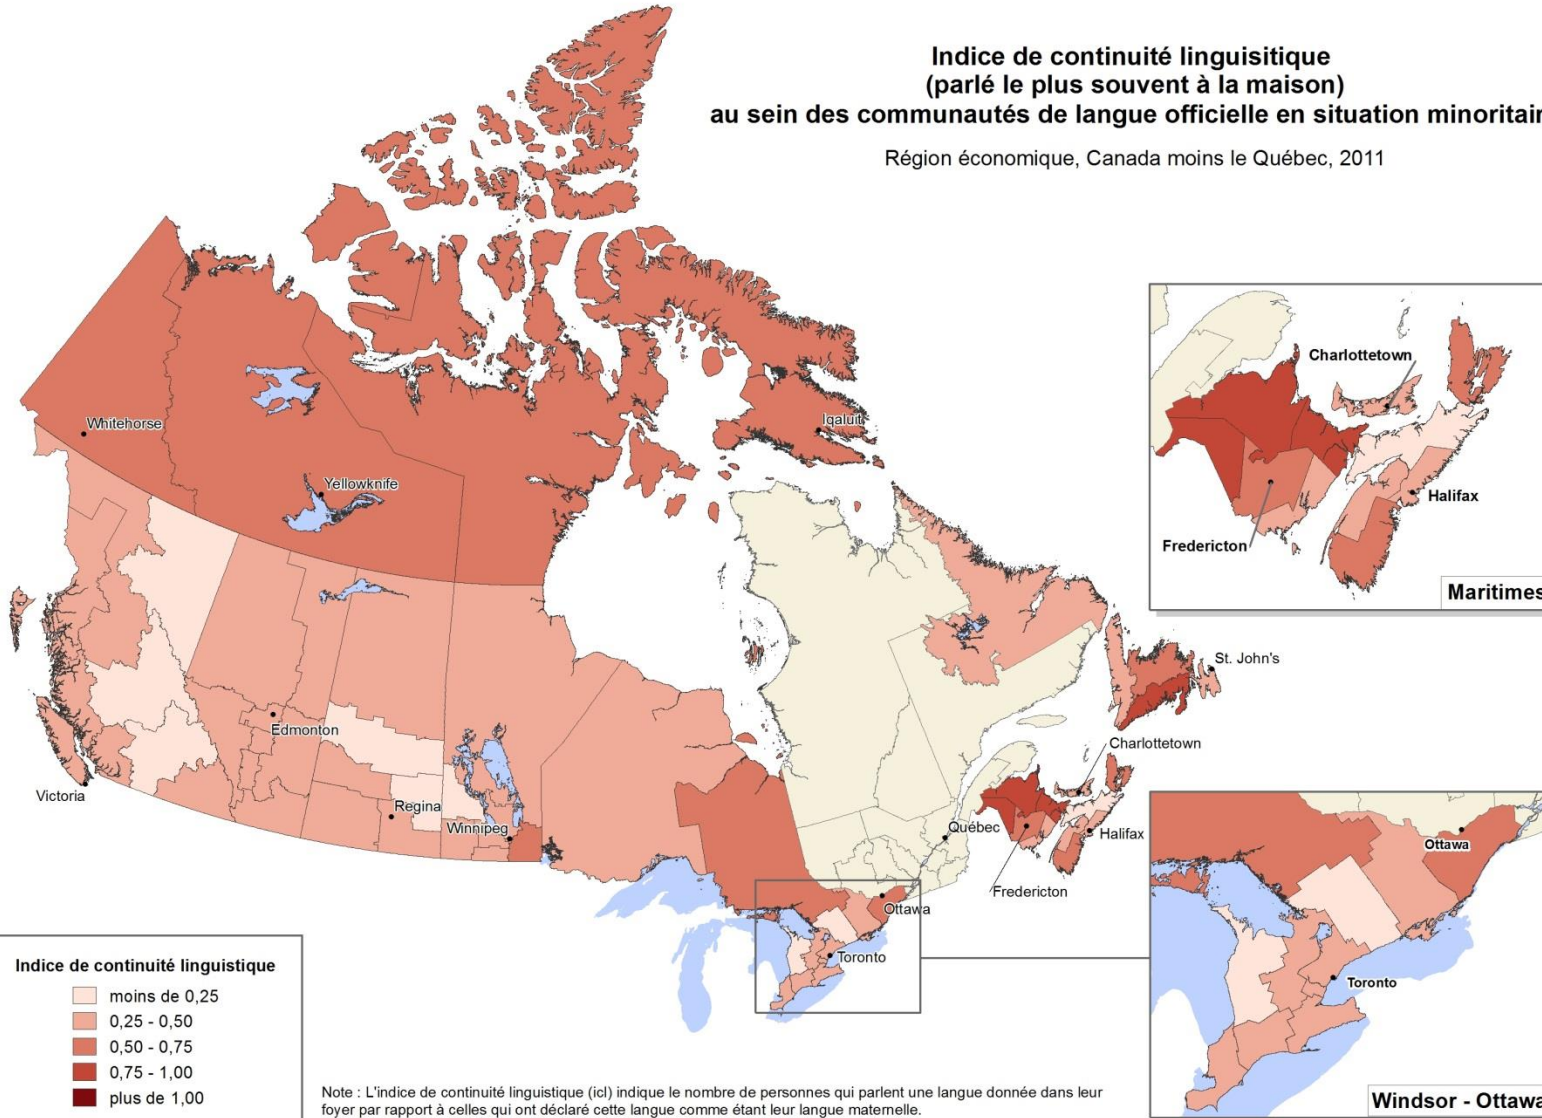 Indice de continuité linguisitique
(parlé le plus souvent à la maison)
au sein des communautés de langue officielle en situation minoritair
Région économique, Canada moins le Québec, 2011
Charlottetown
Halifax
Fredericton
Maritimes
Whitehorse
Yellowknife
Iqaluit
St. John's
Edmonton
Charlottetown
Victoria
Regina
Winnipeg
Québec
Halifax
Fredericton
Ottawa
Toronto
Ottawa
Toronto
Windsor - Ottawa
Indice de continuité linguistique
moins de 0,25
0,25 - 0,50
0,50 - 0,75
0,75 - 1,00
plus de 1,00
Note : L'indice de continuité linguistique (icl) indique le nombre de personnes qui parlent une langue donnée dans leur
foyer par rapport à celles qui ont déclaré cette langue comme étant leur langue maternelle.